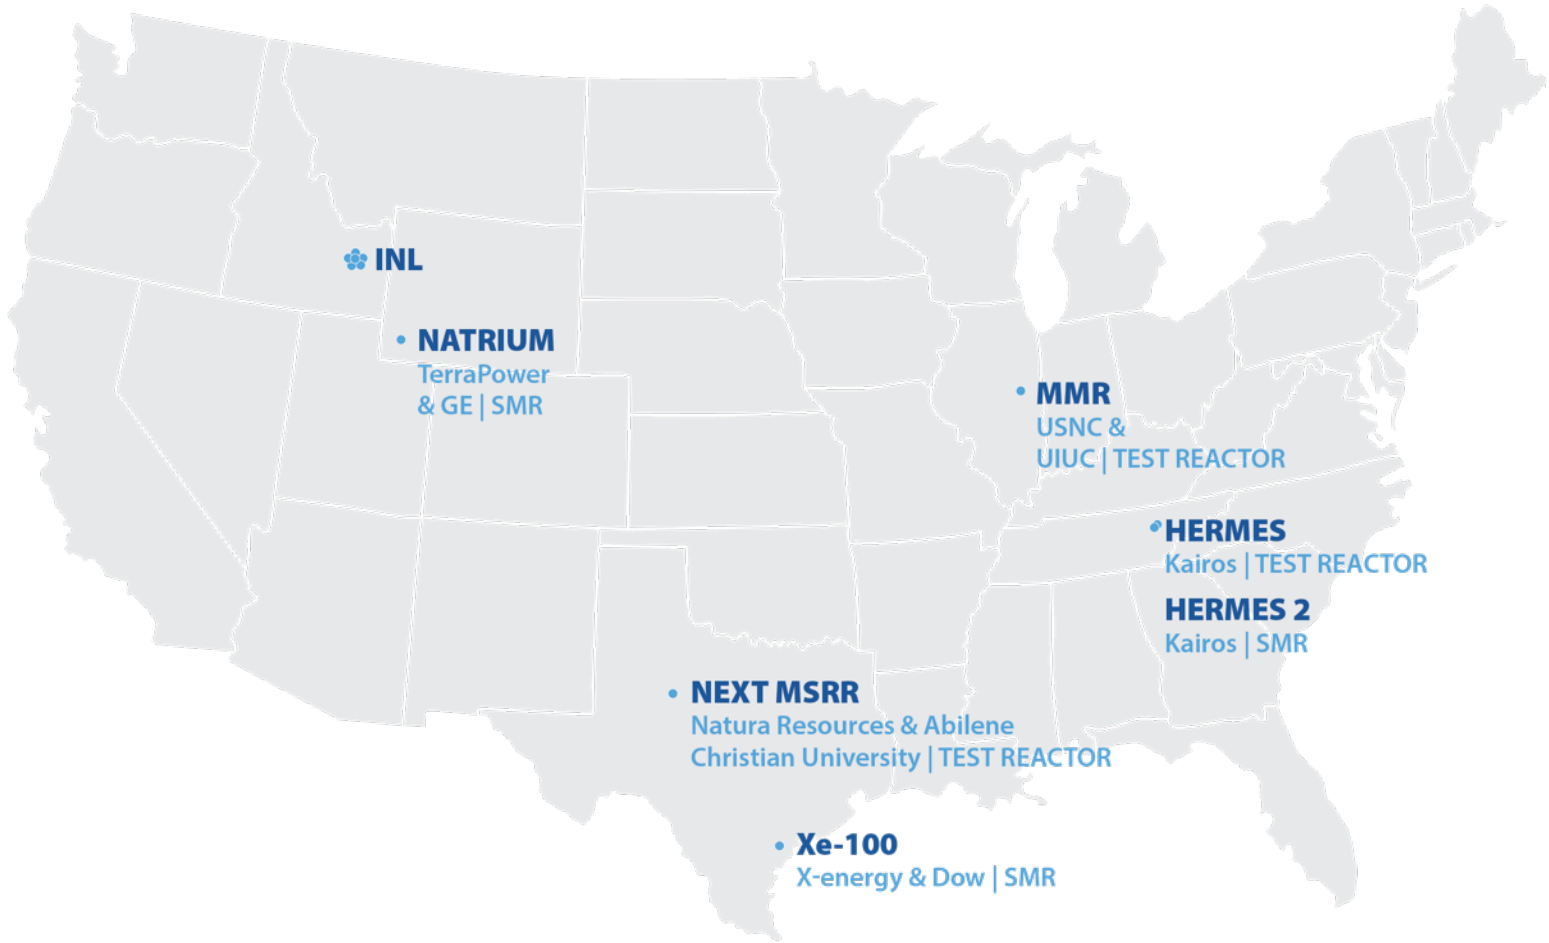 INL
NATRIUM
TerraPower
& GE | SMR
MMR
USNC &
UIUC | TEST REACTOR
HERMES
Kairos | TEST REACTOR
HERMES 2
Kairos | SMR
NEXT MSRR
Natura Resources & Abilene
Christian University | TEST REACTOR
Xe-100
X-energy & Dow | SMR